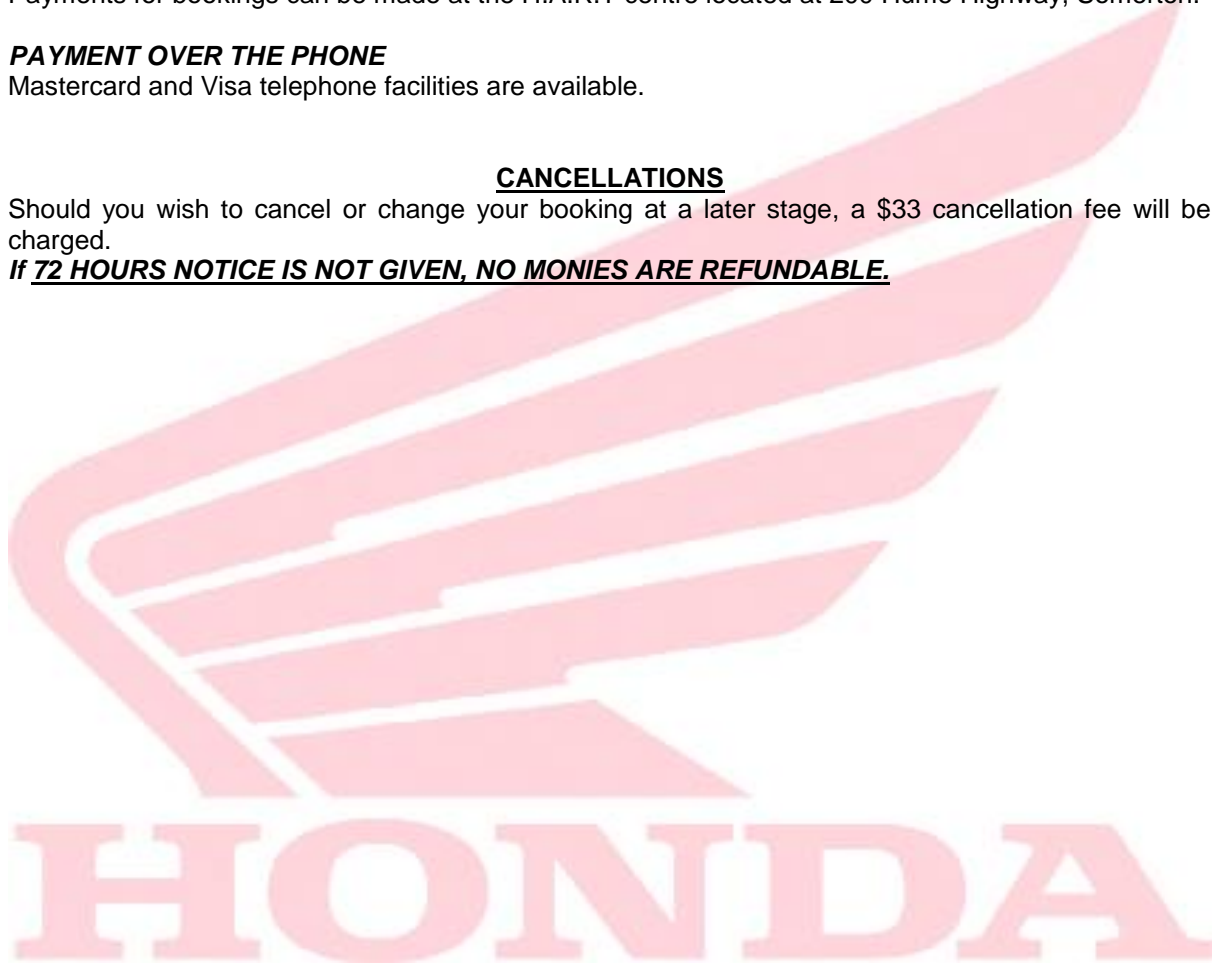 Payments for bookings can be made at the H.A.R.T centre located at 200 Hume Highway, Somerton.
PAYMENT OVER THE PHONE
Mastercard and Visa telephone facilities are available.
CANCELLATIONS
Should you wish to cancel or change your booking at a later stage, a $33 cancellation fee will be
charged.
If 72 HOURS NOTICE IS NOT GIVEN, NO MONIES ARE REFUNDABLE.
HONDA